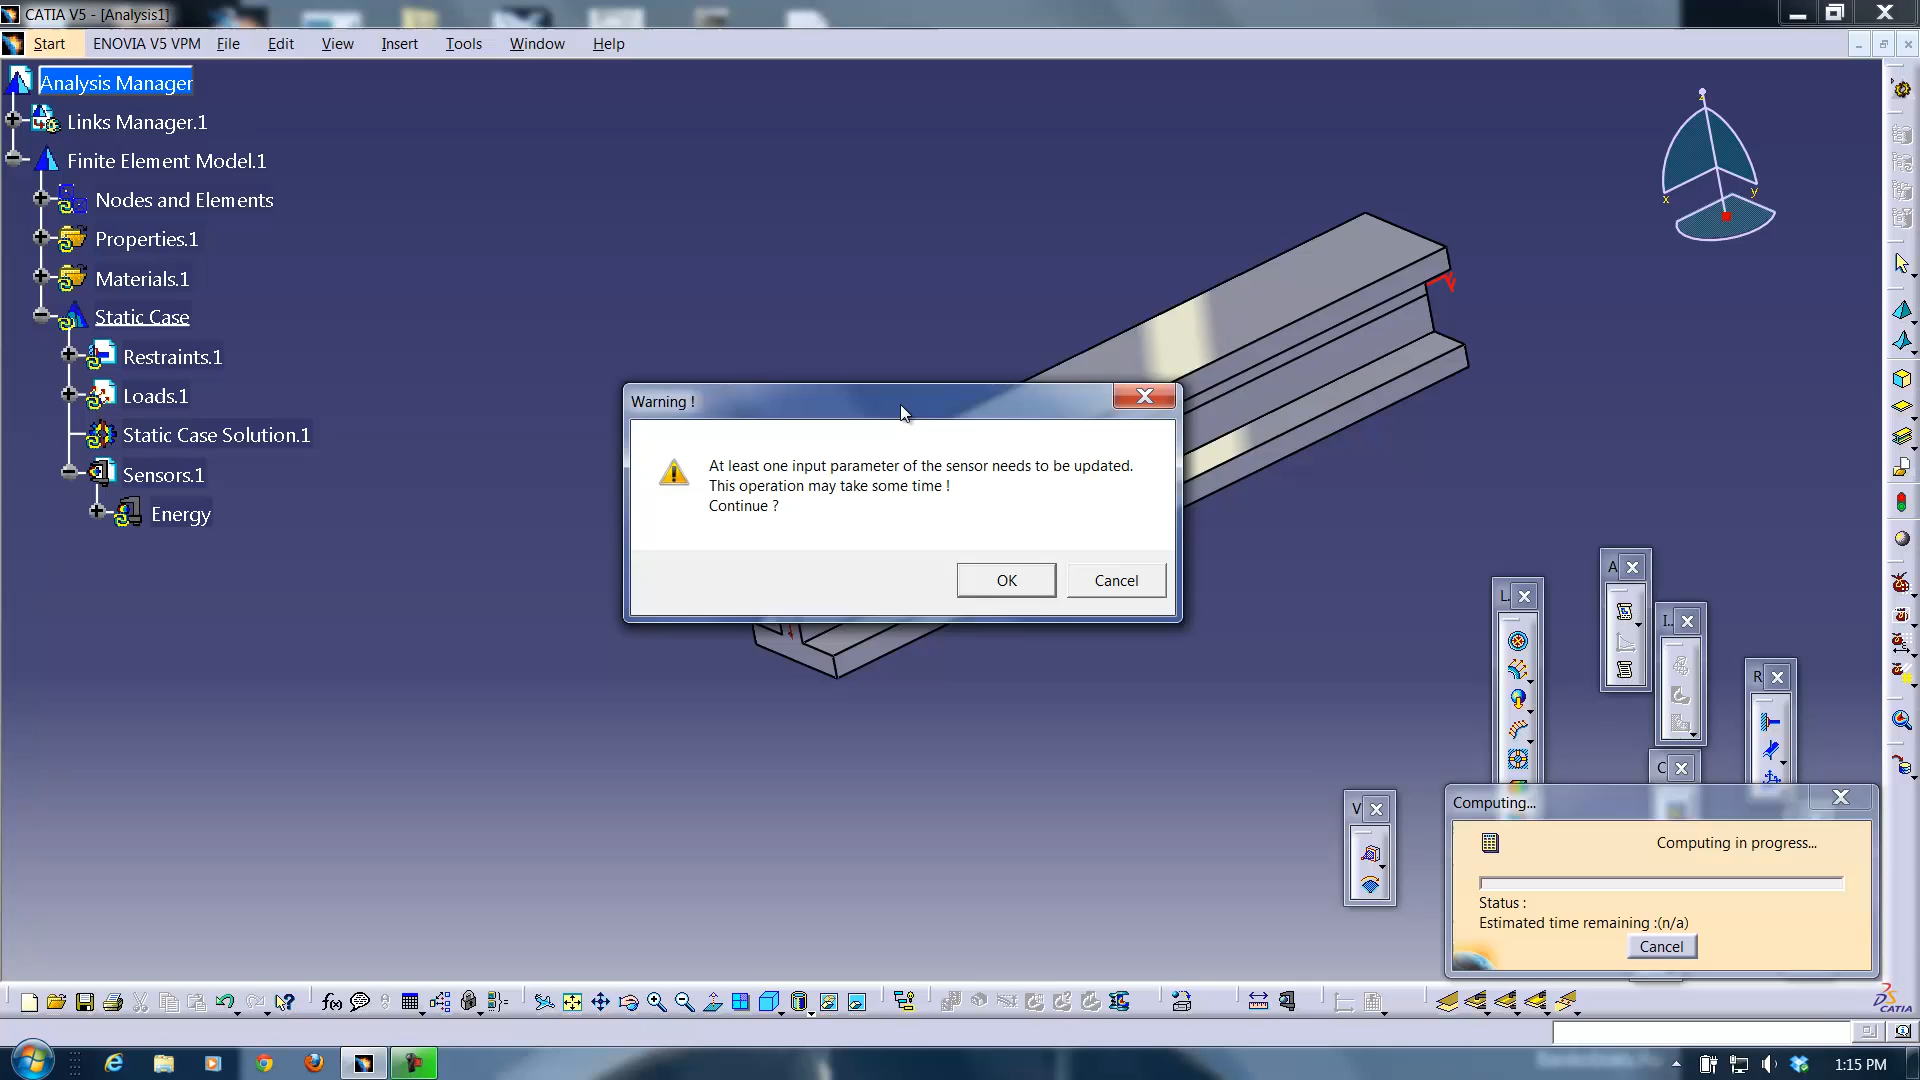 CATIA V5 - [Analysis1]
Start ENOVIA V5 VPM File Edit View Insert Tools Window Help
Analysis Manager
Links Manager.1
Finite Element Model.1
Nodes and Elements
Properties.1
Materials.1
Static Case
Restraints.1
Loads.1
Static Case Solution.1
Sensors.1
Energy
z
x
y
Warning !
At least one input parameter of the sensor needs to be updated.
This operation may take some time !
Continue ?
OK Cancel
A
L.
I..
R
C
V
Computing...
Computing in progress...
Status :
Estimated time remaining :(n/a)
Cancel
f(x)
CATIA
1:15 PM